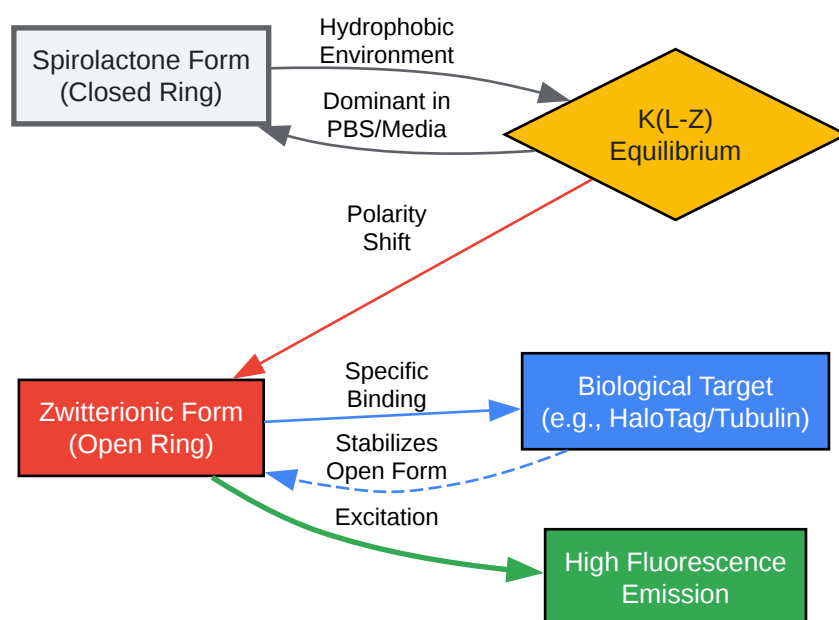 Spirolactone Form
(Closed Ring)
Hydrophobic
Environment
Dominant in
PBS/Media
K(L-Z)
Equilibrium
Polarity
Shift
Zwitterionic Form
(Open Ring)
Specific
Binding
Stabilizes
Open Form
Biological Target
(e.g., HaloTag/Tubulin)
Excitation
High Fluorescence
Emission